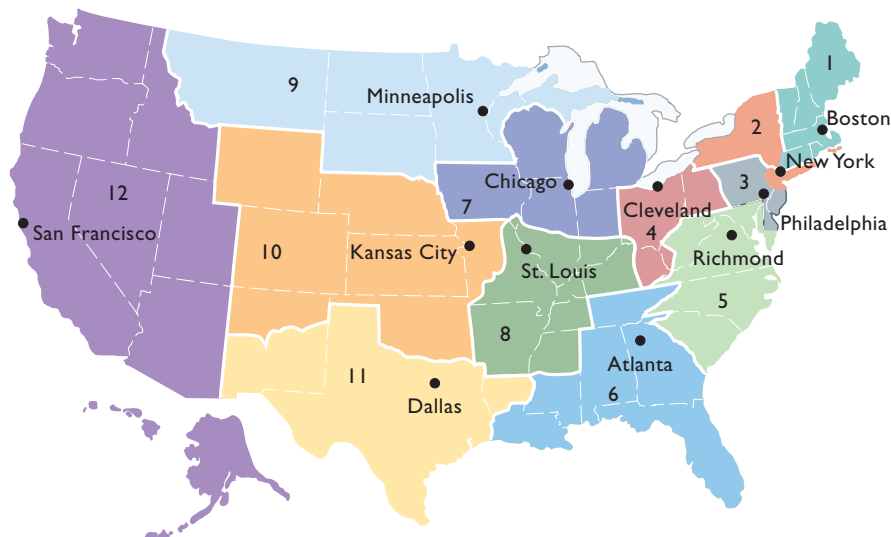 1
9
Minneapolis
Boston
2
New York
3
Chicago
12
7
Cleveland
4
Philadelphia
San Francisco
10
Kansas City
St. Louis
Richmond
5
8
11
Atlanta
6
Dallas